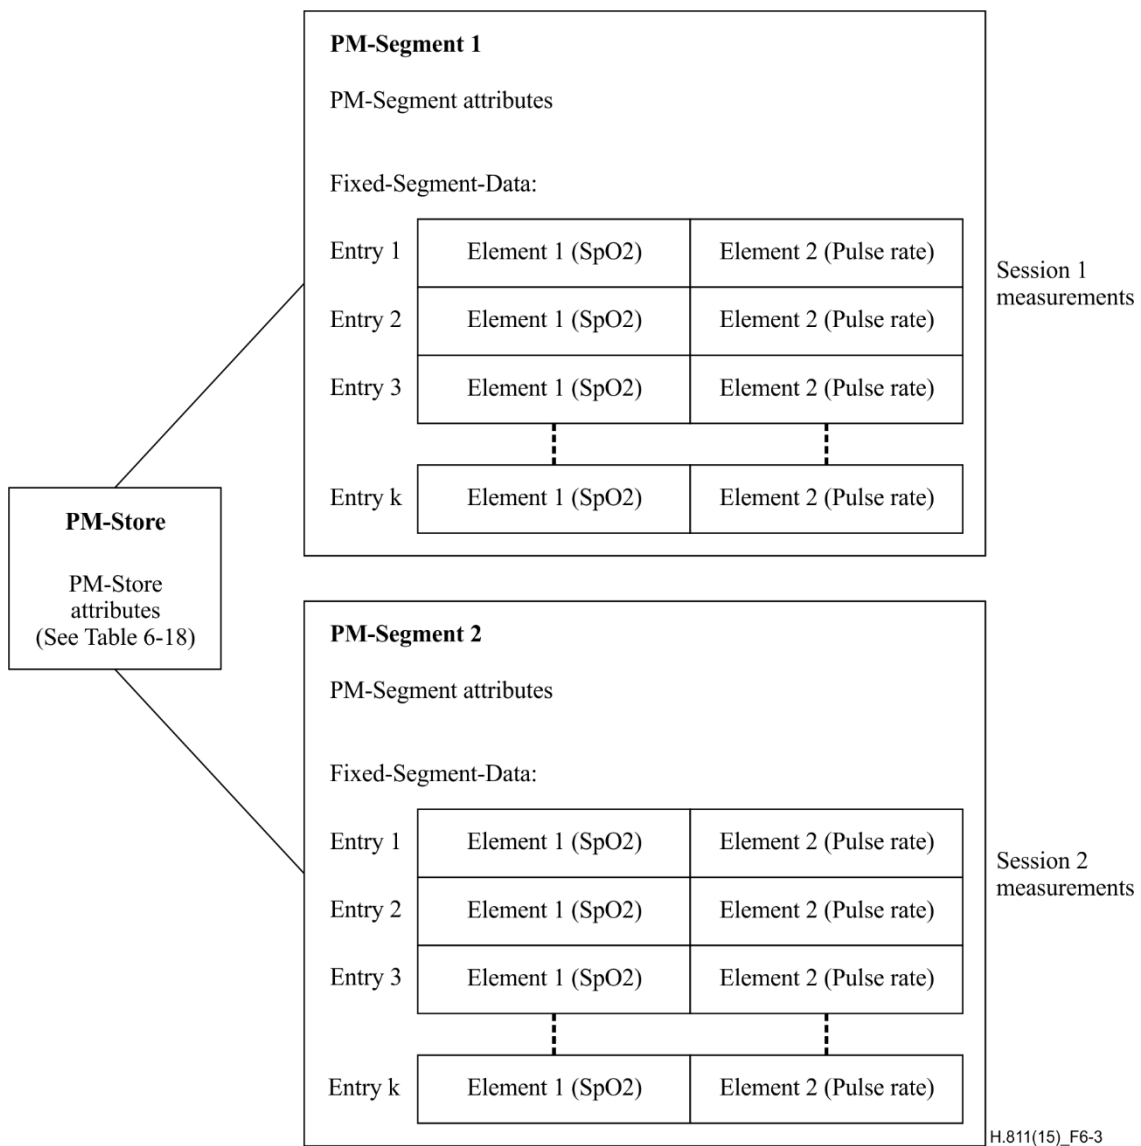 PM-Segment 1
PM-Segment attributes
Fixed-Segment-Data:
Entry 1 Element 1 (SpO2) Element 2 (Pulse rate)
Entry 2 Element 1 (SpO2) Element 2 (Pulse rate)
Entry 3 Element 1 (SpO2) Element 2 (Pulse rate)
Entry k Element 1 (SpO2) Element 2 (Pulse rate)
Session 1
measurements
PM-Store
PM-Store
attributes
(See Table 6-18)
PM-Segment 2
PM-Segment attributes
Fixed-Segment-Data:
Entry 1 Element 1 (SpO2) Element 2 (Pulse rate)
Entry 2 Element 1 (SpO2) Element 2 (Pulse rate)
Entry 3 Element 1 (SpO2) Element 2 (Pulse rate)
Entry k Element 1 (SpO2) Element 2 (Pulse rate)
Session 2
measurements
H.811(15)_F6-3